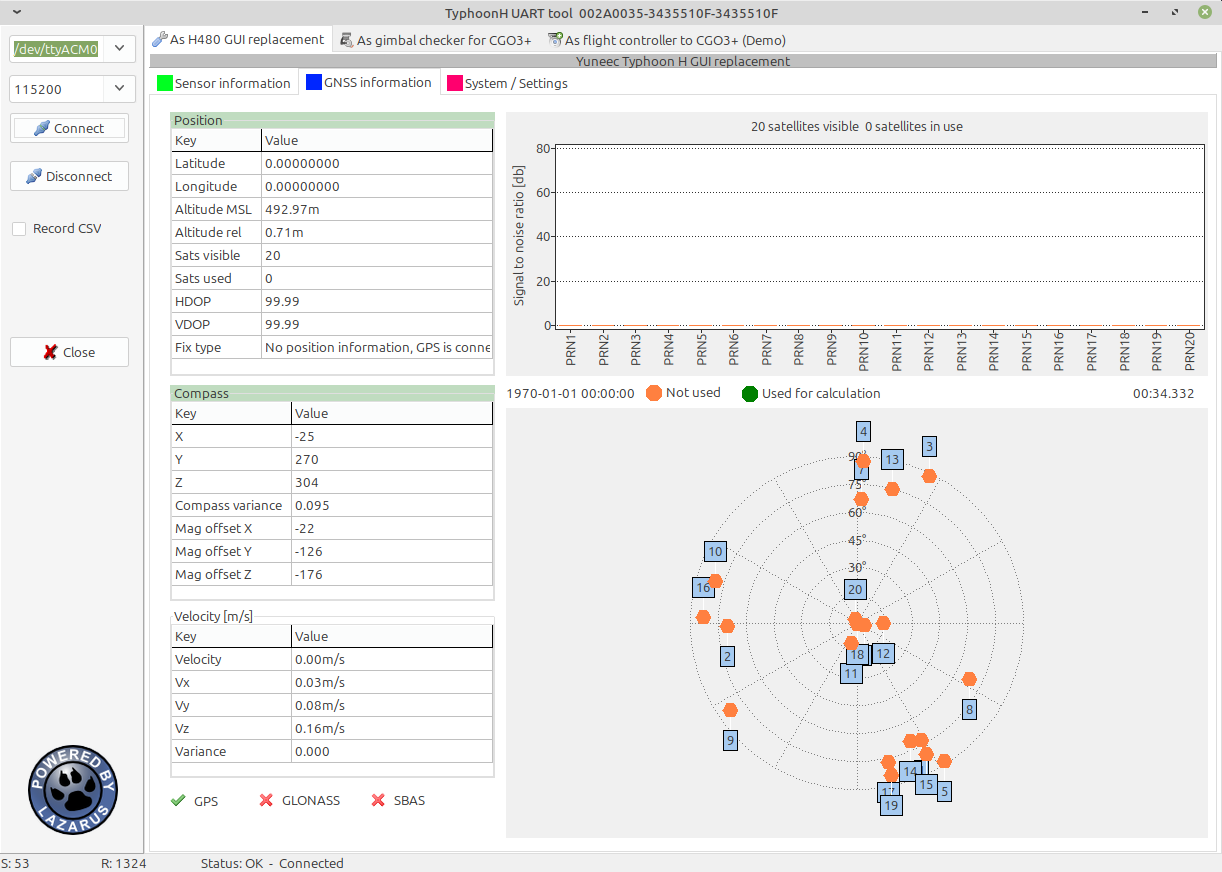 TyphoonH UART tool 002A0035-3435510F-3435510F
/dev/ttyACM0
115200
Connect
Disconnect
Record CSV
Close
POWERED BY
LAZARUS
As H480 GUI replacement
As gimbal checker for CGO3+
As flight controller to CGO3+ (Demo)
Yuneec Typhoon H GUI replacement
Sensor information
GNSS information
System / Settings
Position
Key Value
Latitude 0.00000000
Longitude 0.00000000
Altitude MSL 492.97m
Altitude rel 0.71m
Sats visible 20
Sats used 0
HDOP 99.99
VDOP 99.99
Fix type No position information, GPS is conne
Compass
Key Value
X -25
Y 270
Z 304
Compass variance 0.095
Mag offset X -22
Mag offset Y -126
Mag offset Z -176
Velocity [m/s]
Key Value
Velocity 0.00m/s
Vx 0.03m/s
Vy 0.08m/s
Vz 0.16m/s
Variance 0.000
GPS
GLONASS
SBAS
20 satellites visible 0 satellites in use
Signal to noise ratio [db]
80
60
40
20
0
PRN1
PRN2
PRN3
PRN4
PRN5
PRN6
PRN7
PRN8
PRN9
PRN10
PRN11
PRN12
PRN13
PRN14
PRN15
PRN16
PRN17
PRN18
PRN19
PRN20
1970-01-01 00:00:00
Not used
Used for calculation
00:34.332
4
3
90°
13
7
75°
60°
45°
10
30°
16
20
2
18
12
11
8
9
14
15
5
17
19
S: 53
R: 1324
Status: OK - Connected